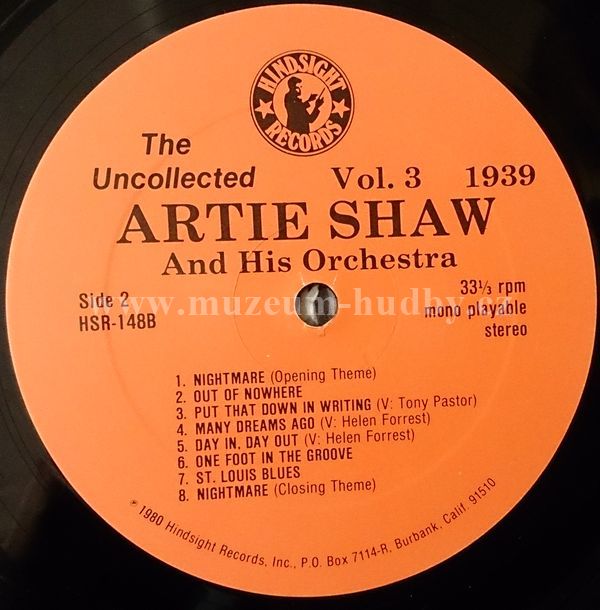 HINDSIGHT
RECORDS
The
Uncollected
Vol. 3 1939
ARTIE SHAW
And His Orchestra
Side 2
HSR-148B
33⅓ rpm
mono playable
stereo
www.muzeum-hudby.cz
1. NIGHTMARE (Opening Theme)
2. OUT OF NOWHERE
3. PUT THAT DOWN IN WRITING (V: Tony Pastor)
4. MANY DREAMS AGO (V: Helen Forrest)
5. DAY IN, DAY OUT (V: Helen Forrest)
6. ONE FOOT IN THE GROOVE
7. ST. LOUIS BLUES
8. NIGHTMARE (Closing Theme)
℗ 1980 Hindsight Records, Inc., P.O. Box 7114-R, Burbank, Calif. 91510